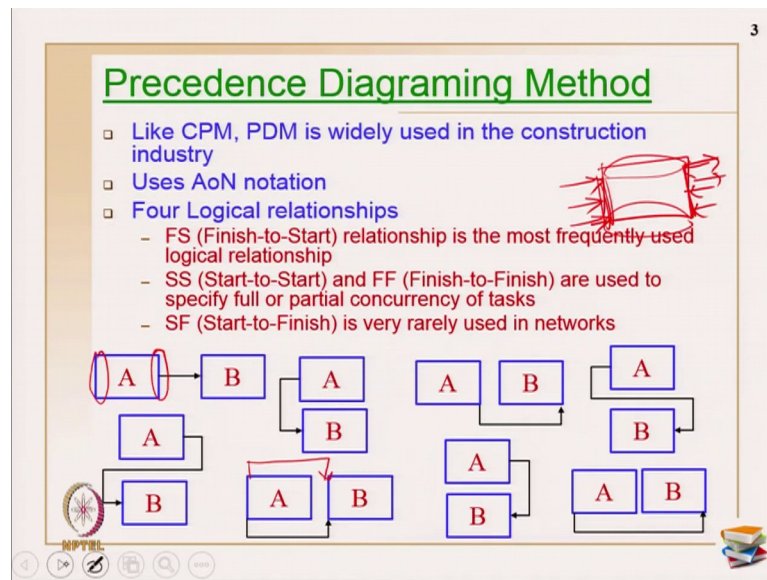 3
Precedence Diagraming Method
Like CPM, PDM is widely used in the construction
industry
Uses AoN notation
Four Logical relationships
– FS (Finish-to-Start) relationship is the most frequently used
logical relationship
– SS (Start-to-Start) and FF (Finish-to-Finish) are used to
specify full or partial concurrency of tasks
– SF (Start-to-Finish) is very rarely used in networks
A B
A
B
A B
A
B
A
B
A B
A
B
A B
NPTEL